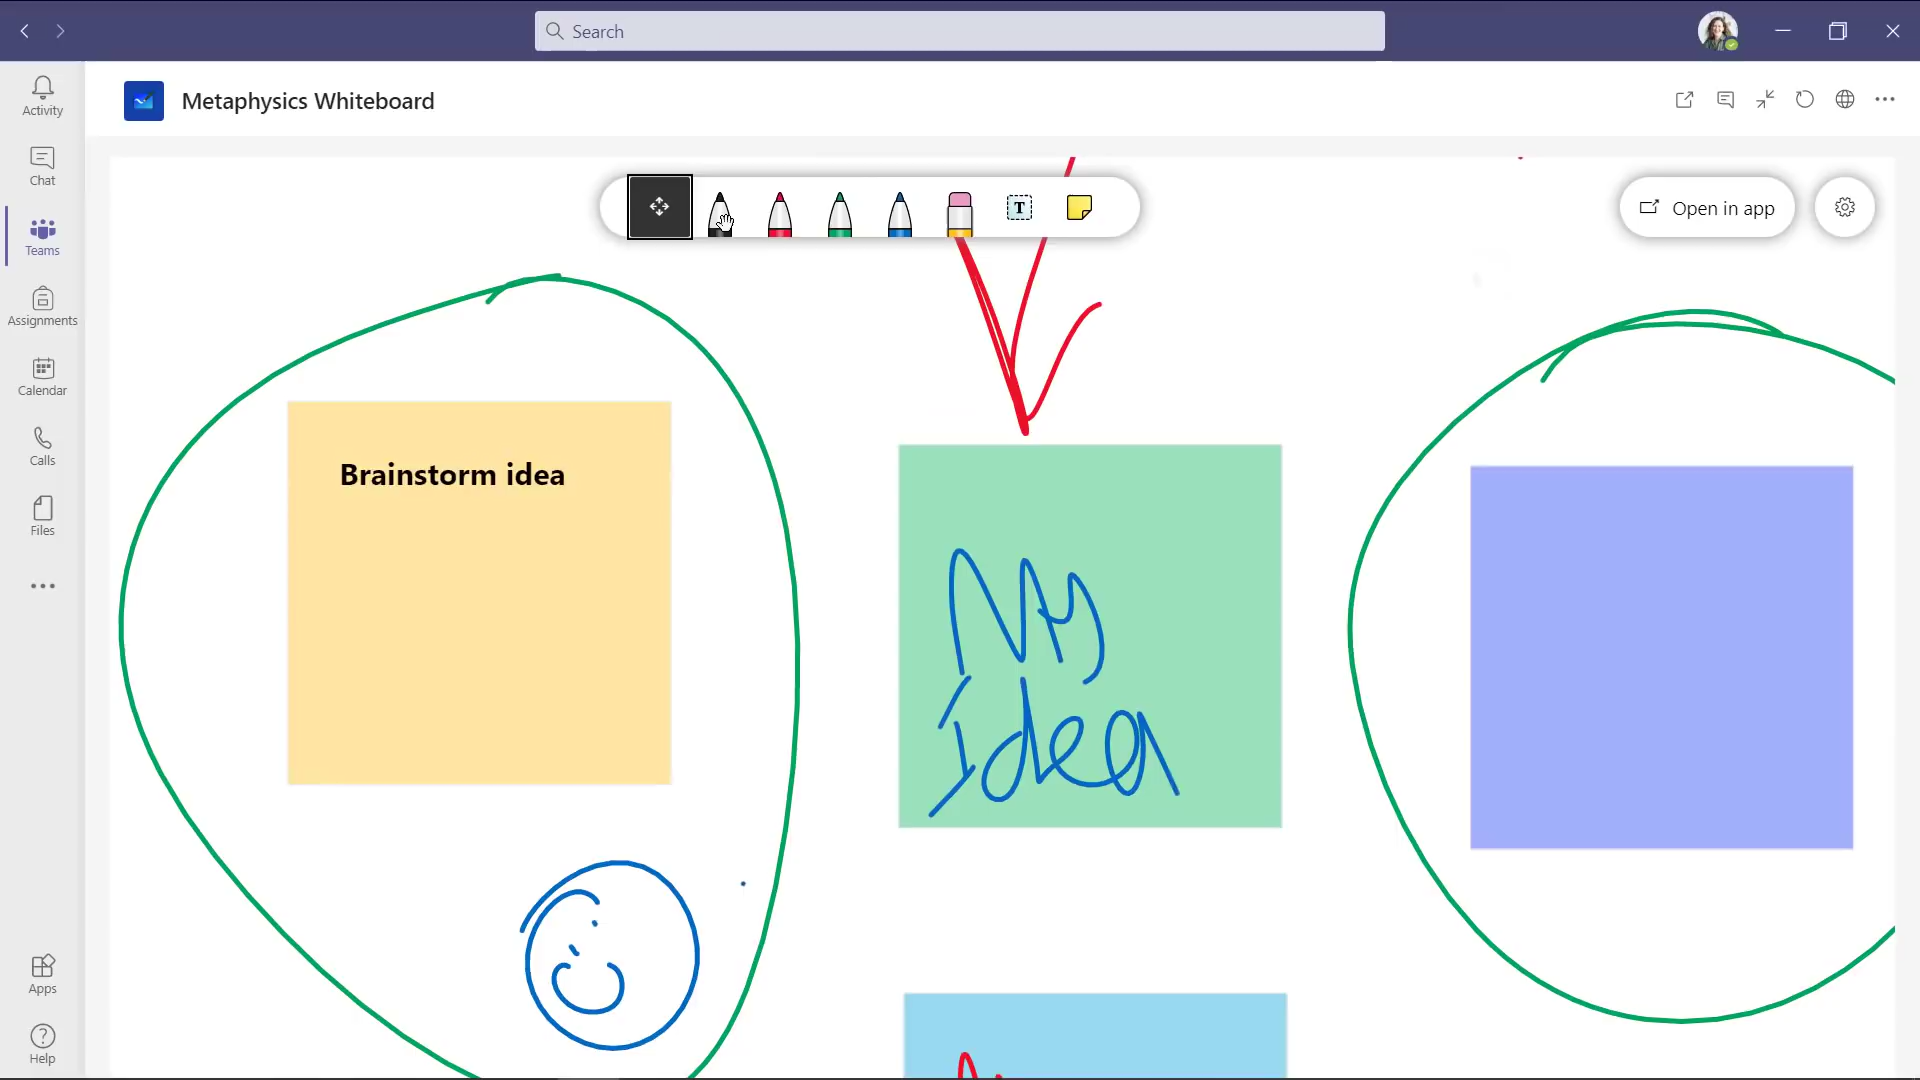 Search
Metaphysics Whiteboard
Activity
Chat
Teams
Assignments
Calendar
Calls
Files
Apps
Help
T
Open in app
Brainstorm idea
My
Idea